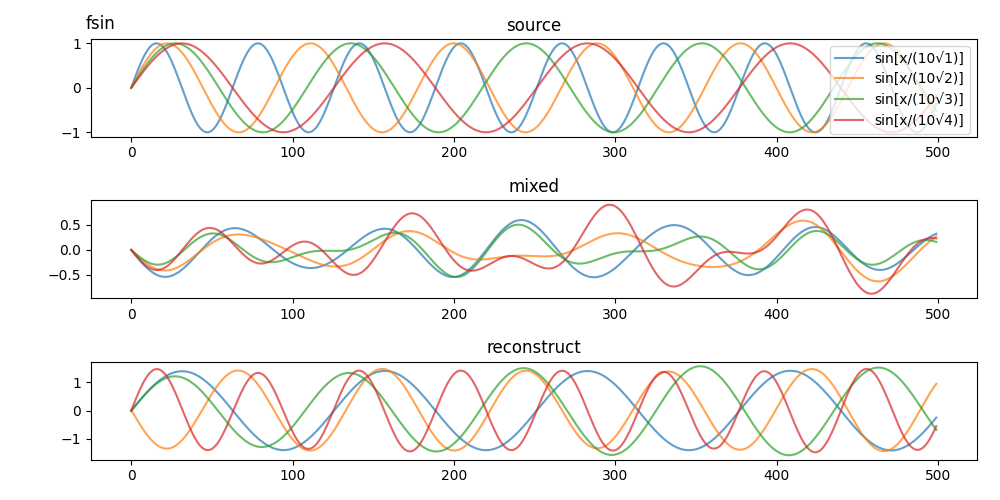 fsin
source
1
0
−1
sin[x/(10√1)]
sin[x/(10√2)]
sin[x/(10√3)]
sin[x/(10√4)]
0 100 200 300 400 500
mixed
0.5
0.0
−0.5
0 100 200 300 400 500
reconstruct
1
0
−1
0 100 200 300 400 500